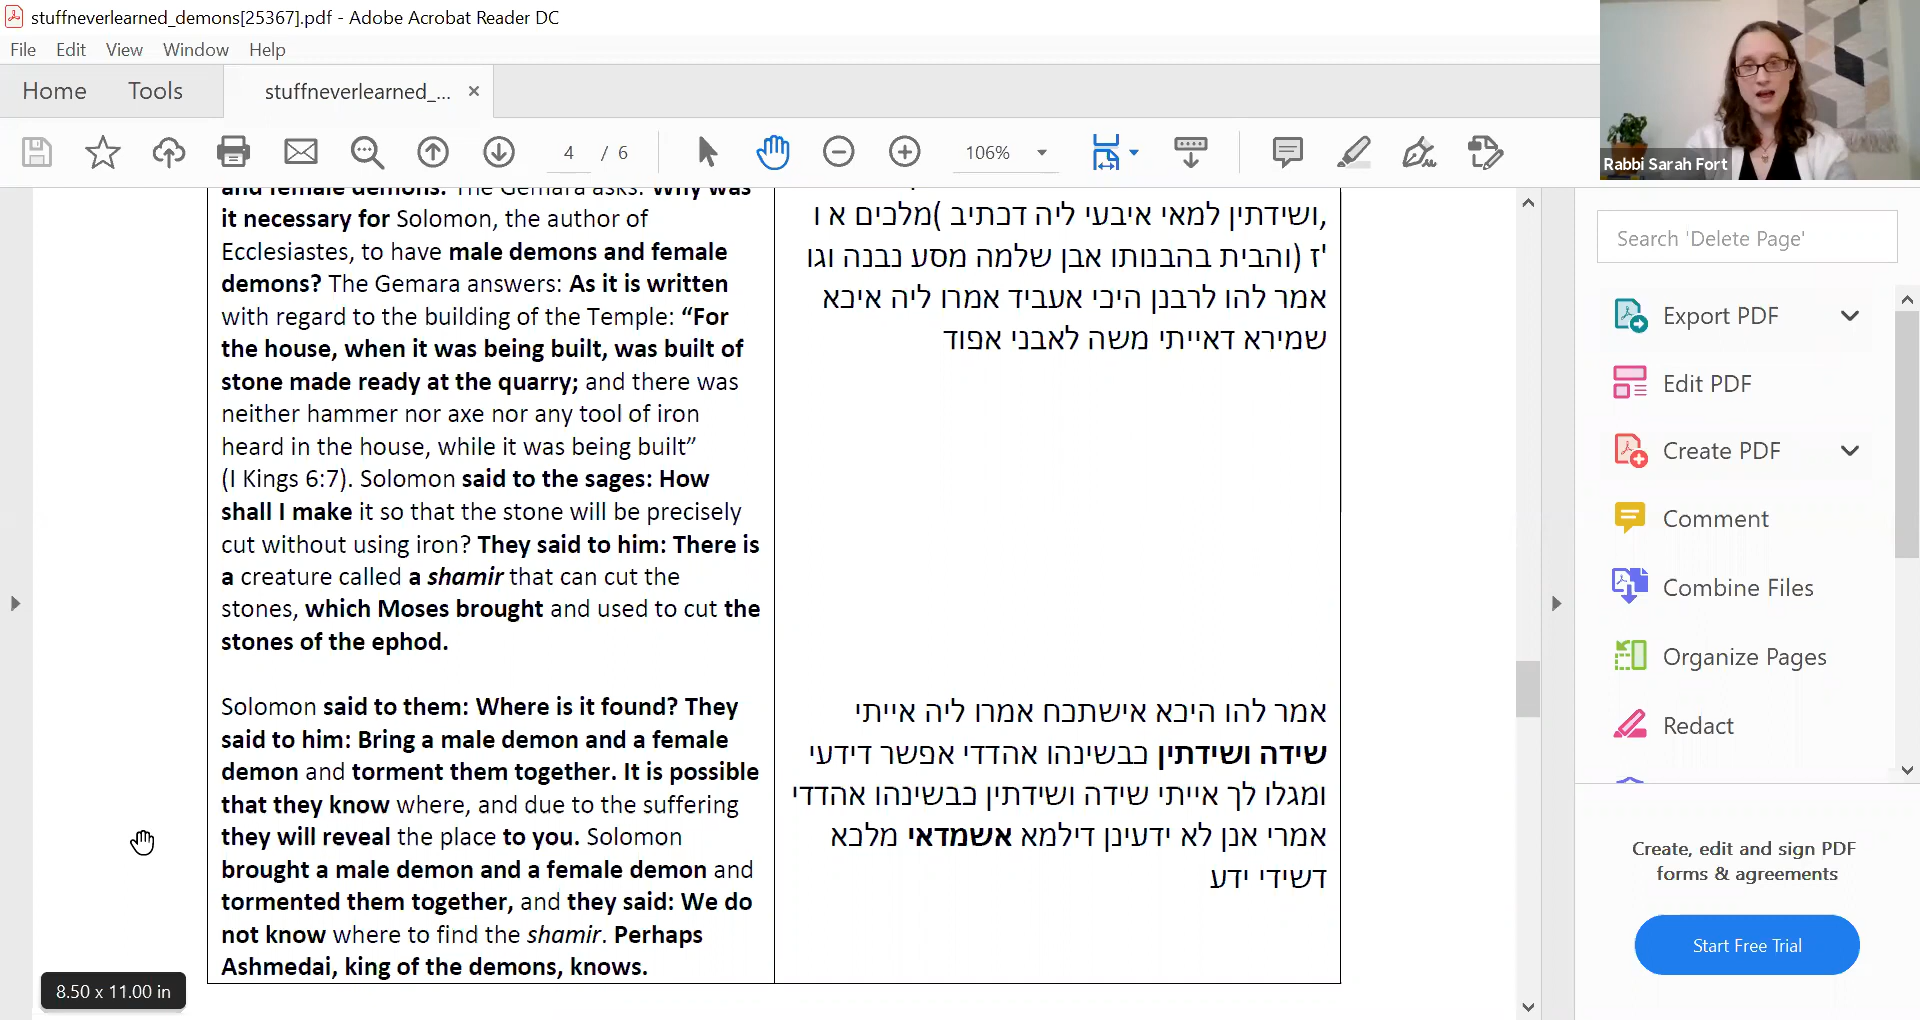 stuffneverlearned_demons[25367].pdf - Adobe Acrobat Reader DC
File Edit View Window Help
Home Tools stuffneverlearned_... ×
4 / 6 106%
Rabbi Sarah Fort
and female demons. The Gemara asks: Why was
it necessary for Solomon, the author of
Ecclesiastes, to have male demons and female
demons? The Gemara answers: As it is written
with regard to the building of the Temple: “For
the house, when it was being built, was built of
stone made ready at the quarry; and there was
neither hammer nor axe nor any tool of iron
heard in the house, while it was being built”
(I Kings 6:7). Solomon said to the sages: How
shall I make it so that the stone will be precisely
cut without using iron? They said to him: There is
a creature called a shamir that can cut the
stones, which Moses brought and used to cut the
stones of the ephod.
Solomon said to them: Where is it found? They
said to him: Bring a male demon and a female
demon and torment them together. It is possible
that they know where, and due to the suffering
they will reveal the place to you. Solomon
brought a male demon and a female demon and
tormented them together, and they said: We do
not know where to find the shamir. Perhaps
Ashmedai, king of the demons, knows.
,ושידתין למאי איבעי ליה דכתיב )מלכים א ו
'ז (והבית בהבנותו אבן שלמה מסע נבנה וגו
אמר להו לרבנן היכי אעביד אמרו ליה איכא
שמירא דאייתי משה לאבני אפוד
אמר להו היכא אישתכח אמרו ליה אייתי
שידה ושידתין כבשינהו אהדדי אפשר דידעי
ומגלו לך אייתי שידה ושידתין כבשינהו אהדדי
אמרי אנן לא ידעינן דילמא אשמדאי מלכא
דשידי ידע
8.50 x 11.00 in
Search 'Delete Page'
Export PDF
Edit PDF
Create PDF
Comment
Combine Files
Organize Pages
Redact
Create, edit and sign PDF
forms & agreements
Start Free Trial